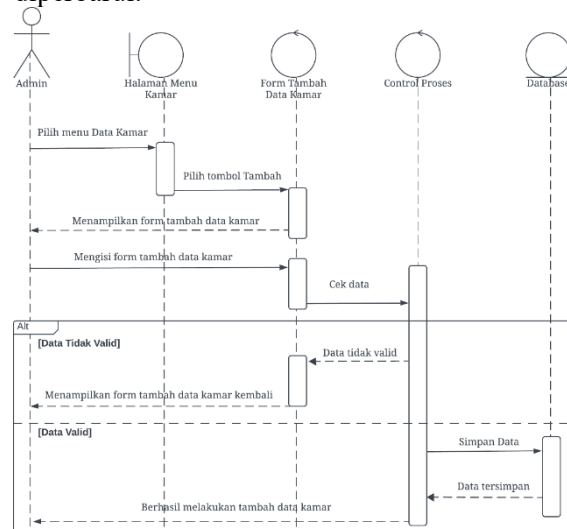 Admin
Halaman Menu
Kamar
Form Tambah
Data Kamar
Control Proses
Database
Pilih menu Data Kamar
Pilih tombol Tambah
Menampilkan form tambah data kamar
Mengisi form tambah data kamar
Cek data
Alt
[Data Tidak Valid]
Data tidak valid
Menampilkan form tambah data kamar kembali
[Data Valid]
Simpan Data
Data tersimpan
Berhasil melakukan tambah data kamar